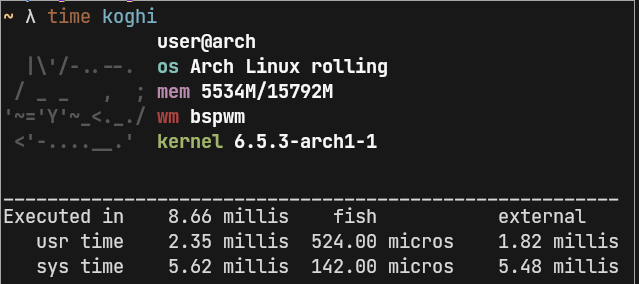 ~ λ time koghi
user@arch
|\'/-..--.   os Arch Linux rolling
/ _ _   ,  ;  mem 5534M/15792M
'~='Y'~_<._./  wm bspwm
<'-....__.'   kernel 6.5.3-arch1-1
________________________________________________________
Executed in    8.66 millis    fish           external
usr time    2.35 millis  524.00 micros    1.82 millis
sys time    5.62 millis  142.00 micros    5.48 millis